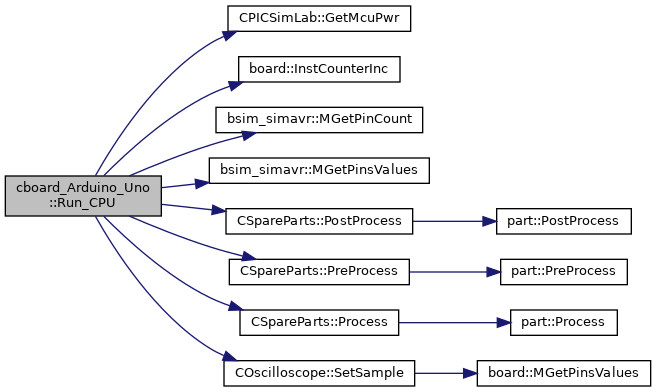 CPICSimLab::GetMcuPwr
board::InstCounterInc
bsim_simavr::MGetPinCount
bsim_simavr::MGetPinsValues
cboard_Arduino_Uno
::Run_CPU
CSpareParts::PostProcess
part::PostProcess
CSpareParts::PreProcess
part::PreProcess
CSpareParts::Process
part::Process
COscilloscope::SetSample
board::MGetPinsValues